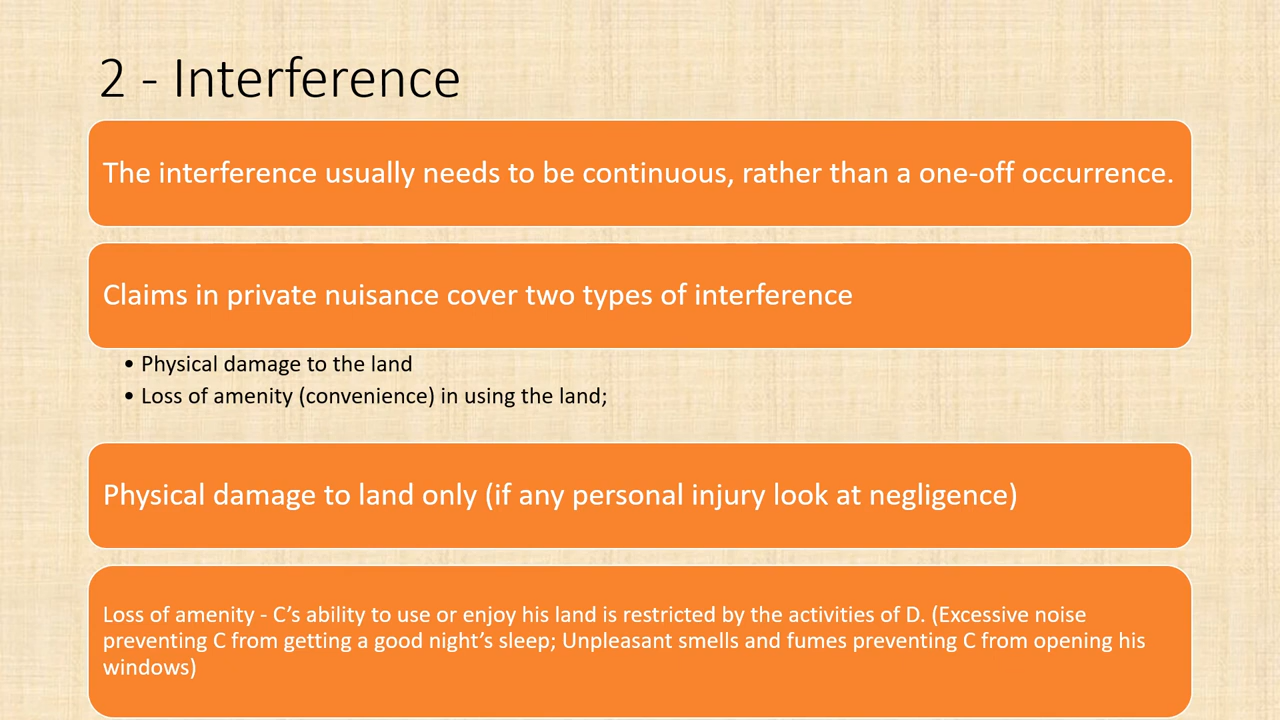 2 - Interference
The interference usually needs to be continuous, rather than a one-off occurrence.
Claims in private nuisance cover two types of interference
• Physical damage to the land
• Loss of amenity (convenience) in using the land;
Physical damage to land only (if any personal injury look at negligence)
Loss of amenity - C’s ability to use or enjoy his land is restricted by the activities of D. (Excessive noise
preventing C from getting a good night’s sleep; Unpleasant smells and fumes preventing C from opening his
windows)